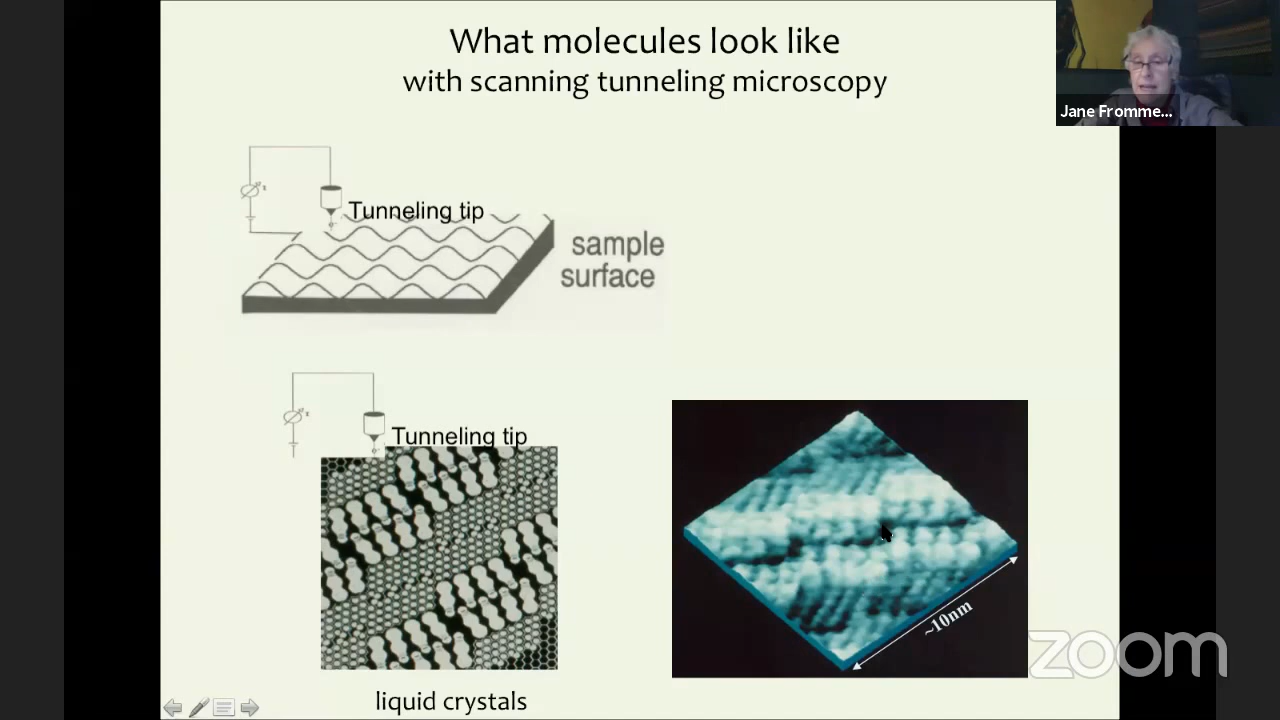 What molecules look like
with scanning tunneling microscopy
Jane Fromme...
Tunneling tip
sample
surface
Tunneling tip
~10nm
zoom
liquid crystals